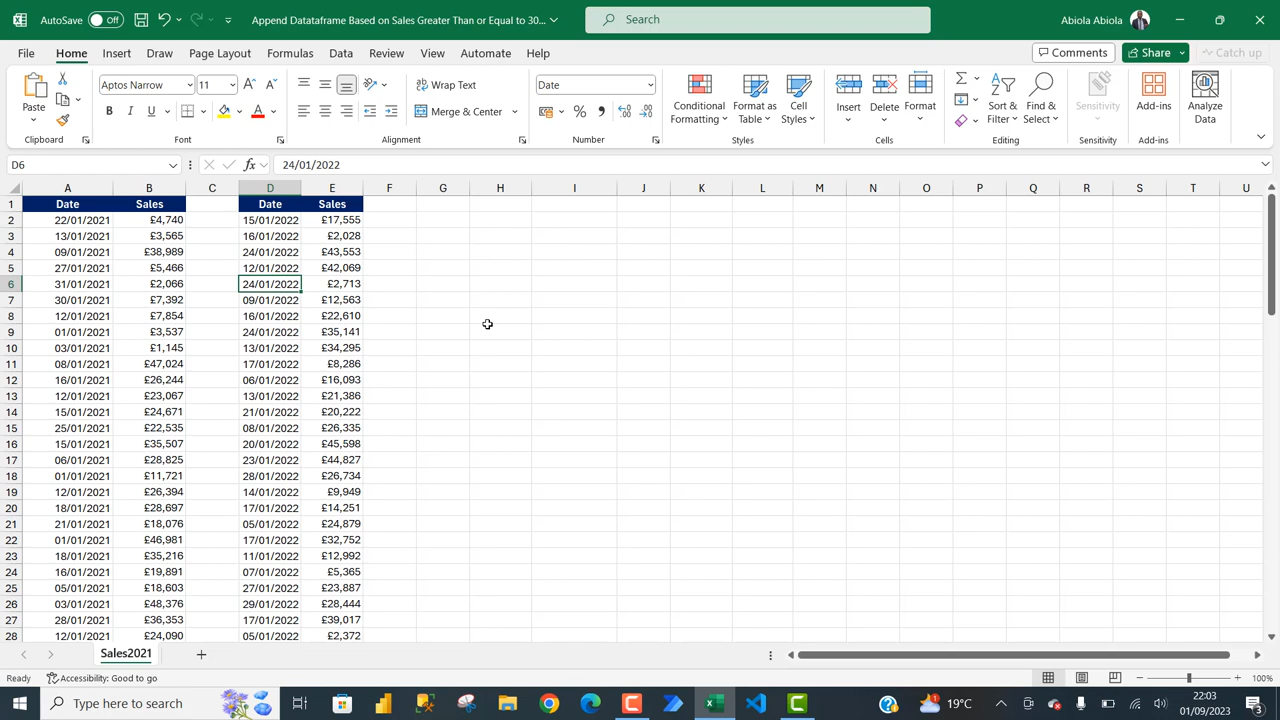 AutoSave Off Append Datatframe Based on Sales Greater Than or Equal to 30... Search Abiola Abiola
File Home Insert Draw Page Layout Formulas Data Review View Automate Help Comments Share Catch up
Aptos Narrow 11 Wrap Text Date
Paste B I U A Merge & Center % Conditional Formatting Format as Table Cell Styles Insert Delete Format Sort & Filter Find & Select Sensitivity Add-ins Analyze Data
Clipboard Font Alignment Number Styles Cells Editing Sensitivity Add-ins
D6 fx 24/01/2022
A B C D E F G H I J K L M N O P Q R S T U
1 Date Sales Date Sales
2 22/01/2021 £4,740 15/01/2022 £17,555
3 13/01/2021 £3,565 16/01/2022 £2,028
4 09/01/2021 £38,989 24/01/2022 £43,553
5 27/01/2021 £5,466 12/01/2022 £42,069
6 31/01/2021 £2,066 24/01/2022 £2,713
7 30/01/2021 £7,392 09/01/2022 £12,563
8 12/01/2021 £7,854 16/01/2022 £22,610
9 01/01/2021 £3,537 24/01/2022 £35,141
10 03/01/2021 £1,145 13/01/2022 £34,295
11 08/01/2021 £47,024 17/01/2022 £8,286
12 16/01/2021 £26,244 06/01/2022 £16,093
13 12/01/2021 £23,067 13/01/2022 £21,386
14 15/01/2021 £24,671 21/01/2022 £20,222
15 25/01/2021 £22,535 08/01/2022 £26,335
16 15/01/2021 £35,507 20/01/2022 £45,598
17 06/01/2021 £28,825 23/01/2022 £44,827
18 01/01/2021 £11,721 28/01/2022 £26,734
19 12/01/2021 £26,394 14/01/2022 £9,949
20 18/01/2021 £28,697 17/01/2022 £14,251
21 21/01/2021 £18,076 05/01/2022 £24,879
22 01/01/2021 £46,981 17/01/2022 £32,752
23 18/01/2021 £35,216 11/01/2022 £12,992
24 16/01/2021 £19,891 07/01/2022 £5,365
25 05/01/2021 £18,603 27/01/2022 £23,887
26 03/01/2021 £48,376 29/01/2022 £28,444
27 28/01/2021 £36,353 17/01/2022 £39,017
28 12/01/2021 £24,090 05/01/2022 £2,372
Sales2021
Ready Accessibility: Good to go 100%
Type here to search 19°C 22:03
01/09/2023 3